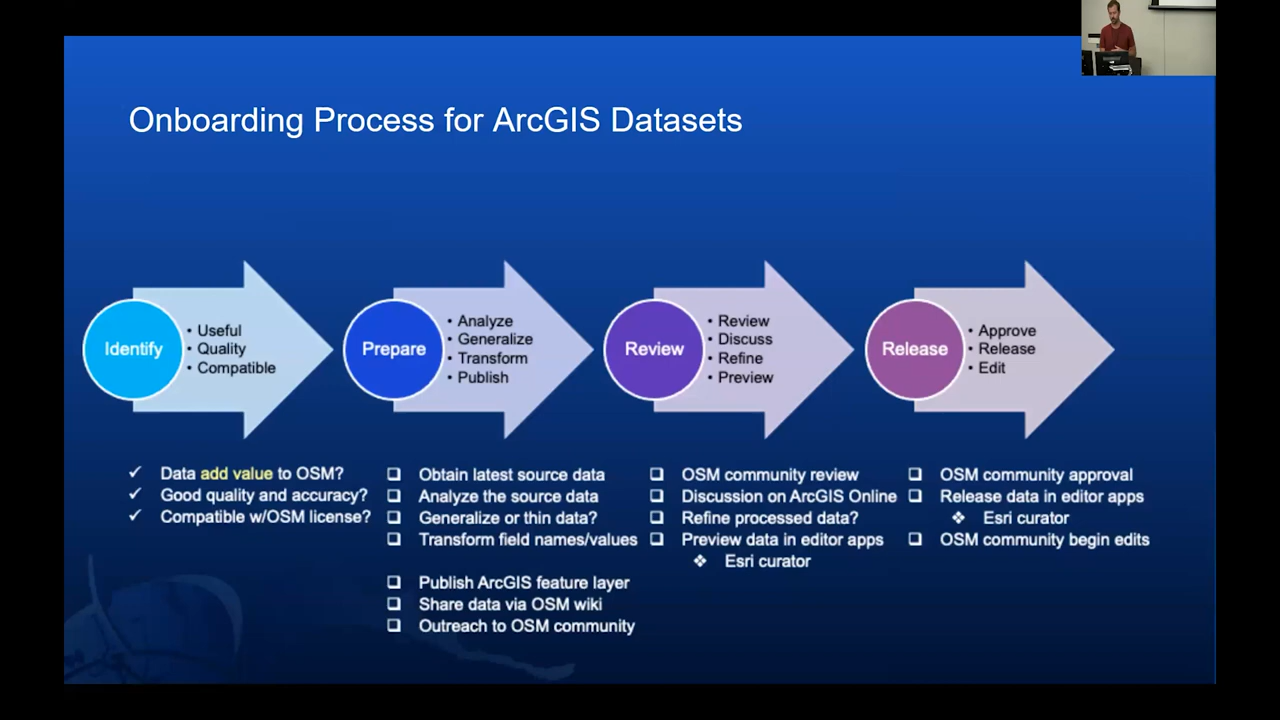 Onboarding Process for ArcGIS Datasets
Identify
• Useful
• Quality
• Compatible
Prepare
• Analyze
• Generalize
• Transform
• Publish
Review
• Review
• Discuss
• Refine
• Preview
Release
• Approve
• Release
• Edit
✓ Data add value to OSM?
✓ Good quality and accuracy?
✓ Compatible w/OSM license?
❑ Obtain latest source data
❑ Analyze the source data
❑ Generalize or thin data?
❑ Transform field names/values
❑ Publish ArcGIS feature layer
❑ Share data via OSM wiki
❑ Outreach to OSM community
❑ OSM community review
❑ Discussion on ArcGIS Online
❑ Refine processed data?
❑ Preview data in editor apps
❖ Esri curator
❑ OSM community approval
❑ Release data in editor apps
❖ Esri curator
❑ OSM community begin edits